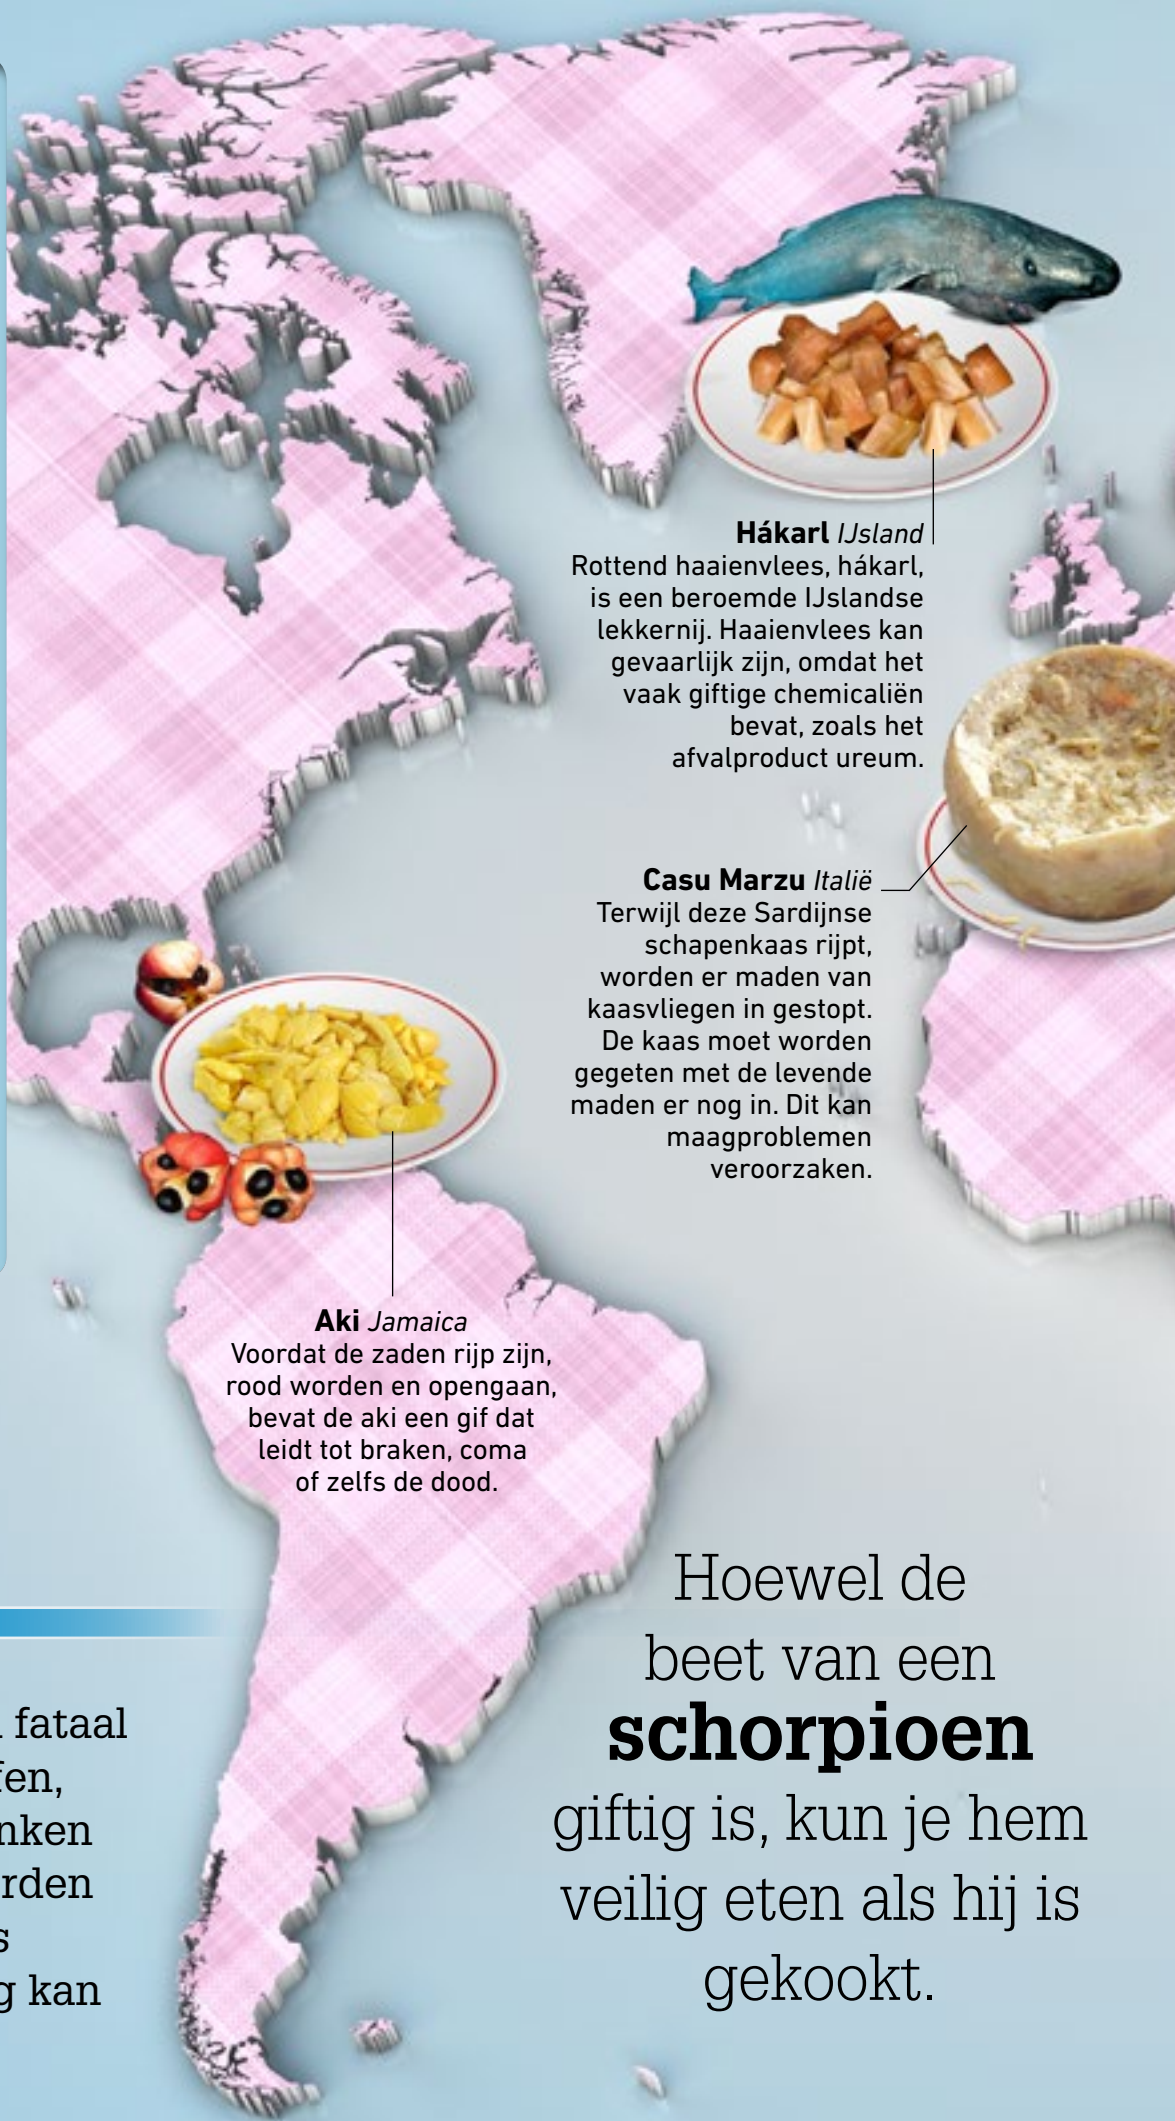 Hákarl IJsland
Rottend haaienvlees, hákarl,
is een beroemde IJslandse
lekkernij. Haaienvlees kan
gevaarlijk zijn, omdat het
vaak giftige chemicaliën
bevat, zoals het
afvalproduct ureum.
Casu Marzu Italië
Terwijl deze Sardijnse
schapenkaas rijpt,
worden er maden van
kaasvliegen in gestopt.
De kaas moet worden
gegeten met de levende
maden er nog in. Dit kan
maagproblemen
veroorzaken.
Aki Jamaica
Voordat de zaden rijp zijn,
rood worden en opengaan,
bevat de aki een gif dat
leidt tot braken, coma
of zelfs de dood.
Hoewel de
beet van een
schorpioen
giftig is, kun je hem
veilig eten als hij is
gekookt.
fataal
kan